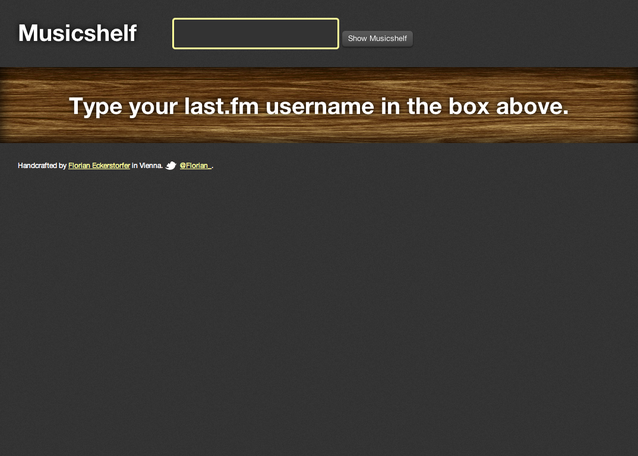 Musicshelf
Show Musicshelf
Type your last.fm username in the box above.
Handcrafted by Florian Eckerstorfer in Vienna. @Florian_.